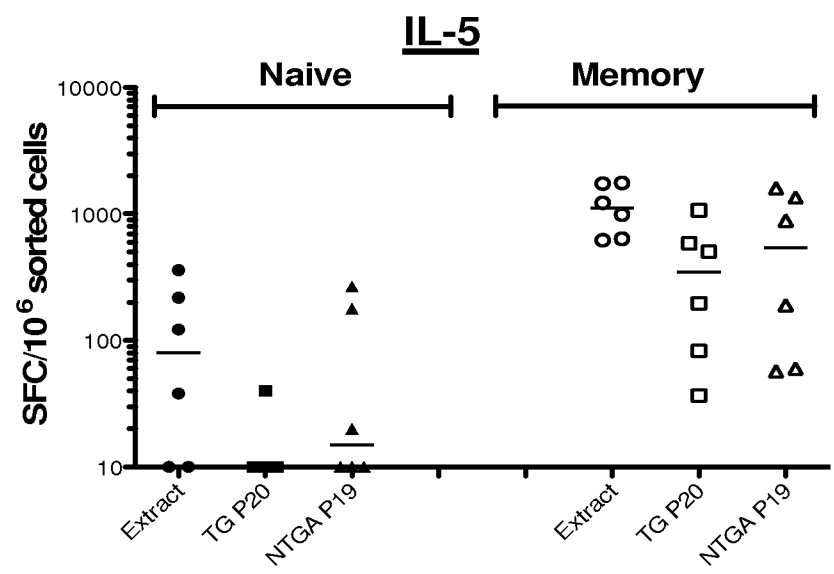 IL-5
Naive Memory
SFC/10⁶ sorted cells
10000
1000
100
10
Extract TG P20 NTGA P19 Extract TG P20 NTGA P19